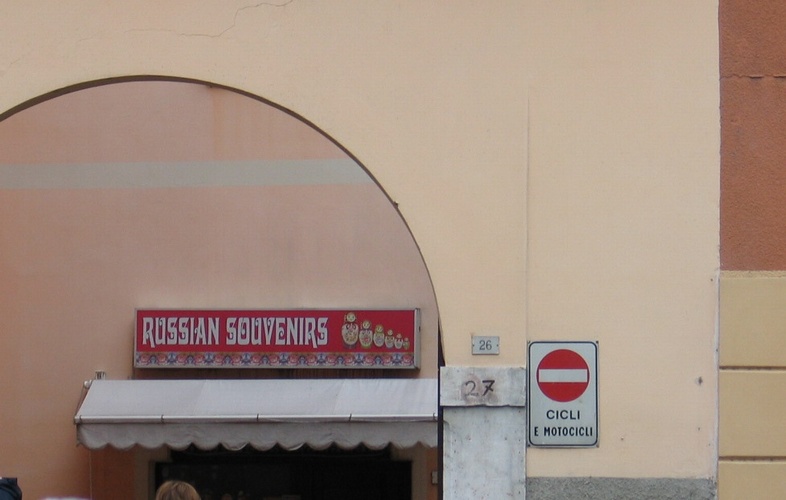 RUSSIAN SOUVENIRS
26
27
CICLI
E MOTOCICLI